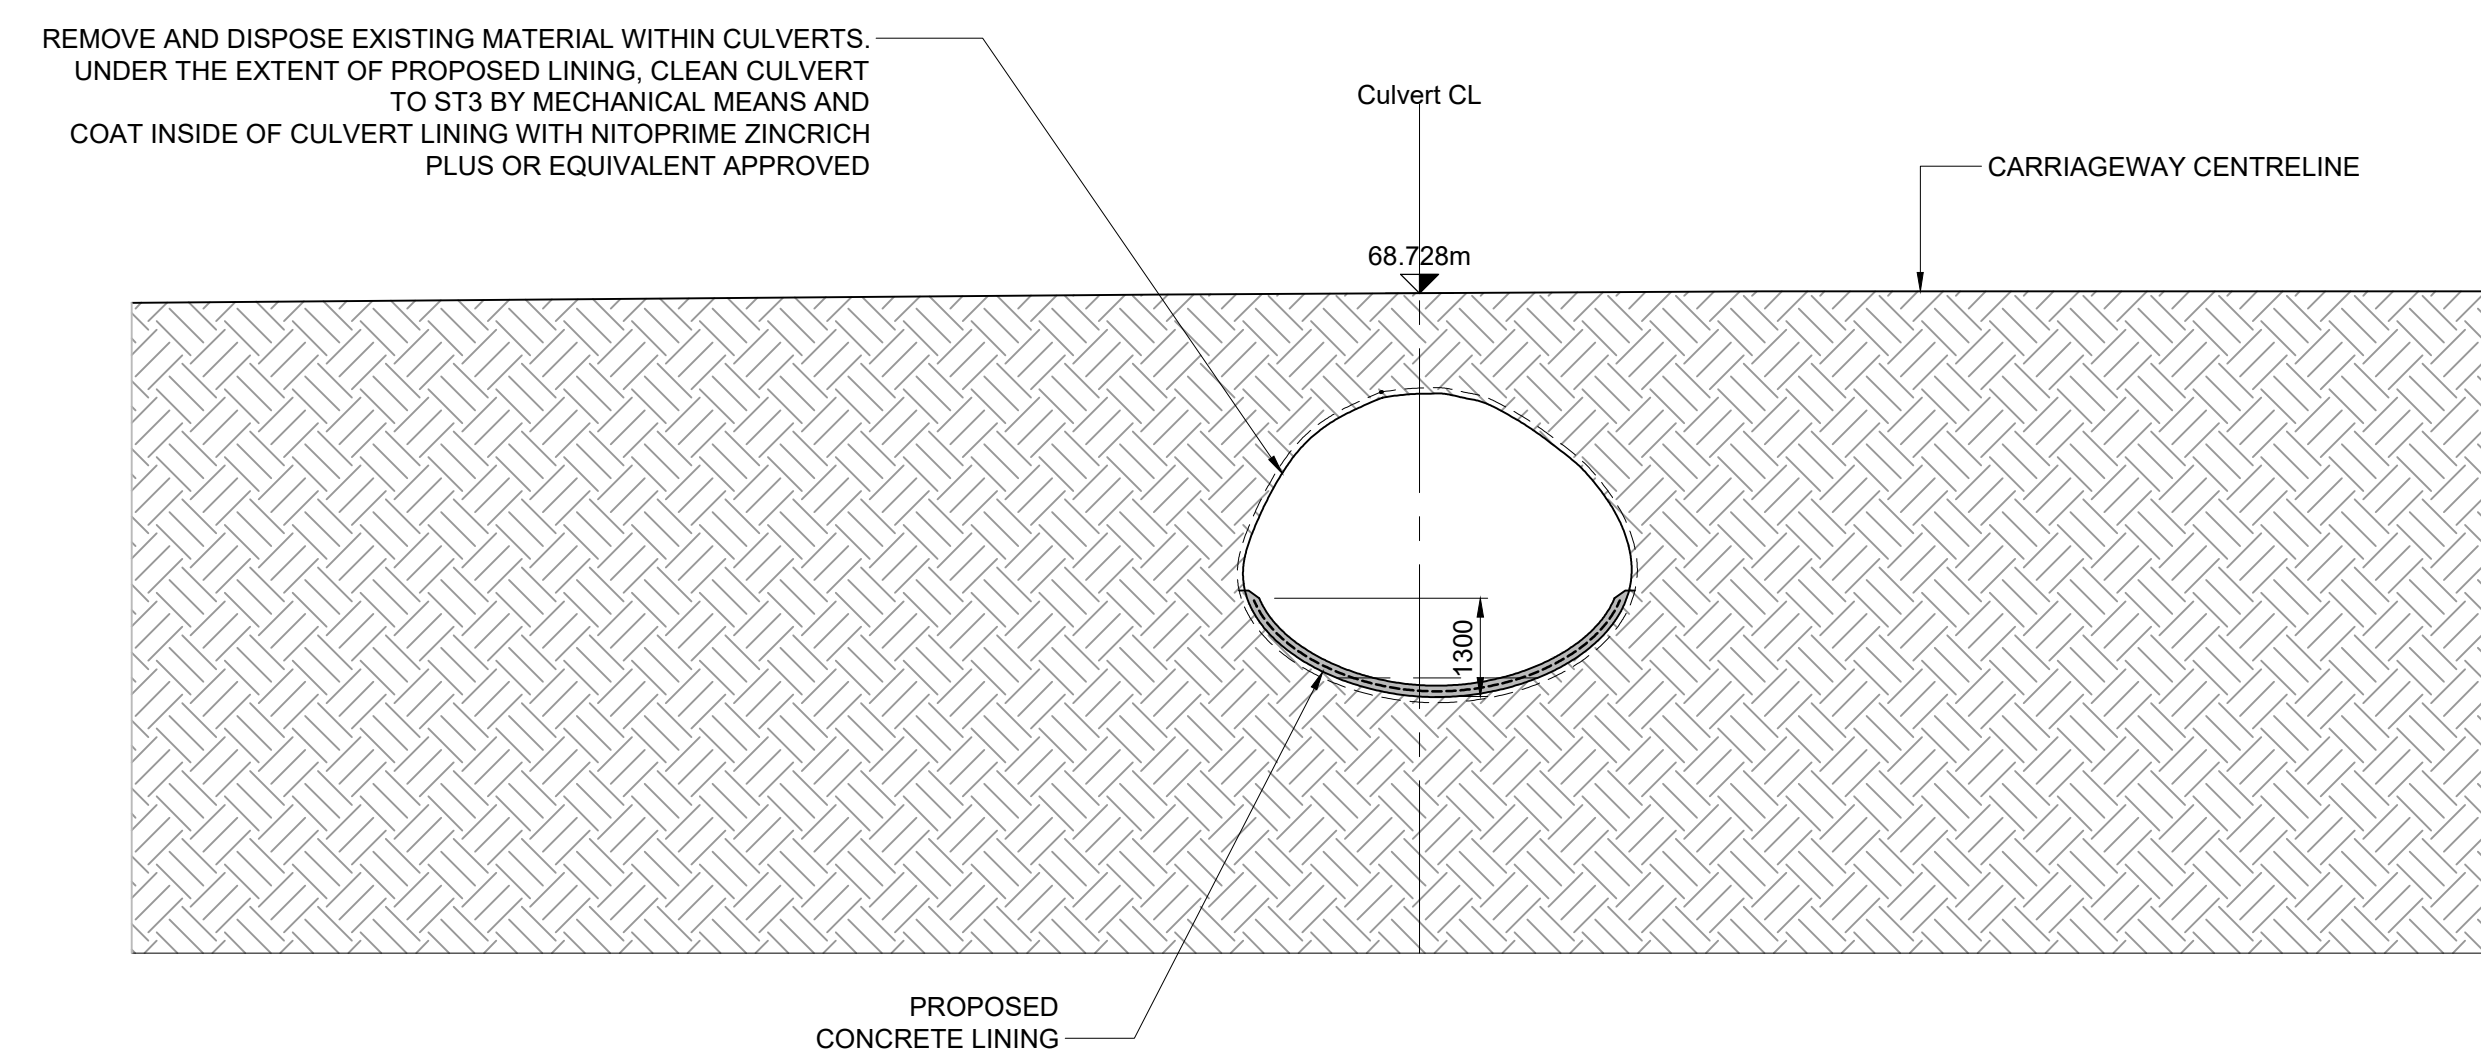 REMOVE AND DISPOSE EXISTING MATERIAL WITHIN CULVERTS.
UNDER THE EXTENT OF PROPOSED LINING, CLEAN CULVERT
TO ST3 BY MECHANICAL MEANS AND
COAT INSIDE OF CULVERT LINING WITH NITOPRIME ZINCRICH
PLUS OR EQUIVALENT APPROVED
Culvert CL
CARRIAGEWAY CENTRELINE
68.728m
1300
PROPOSED
CONCRETE LINING